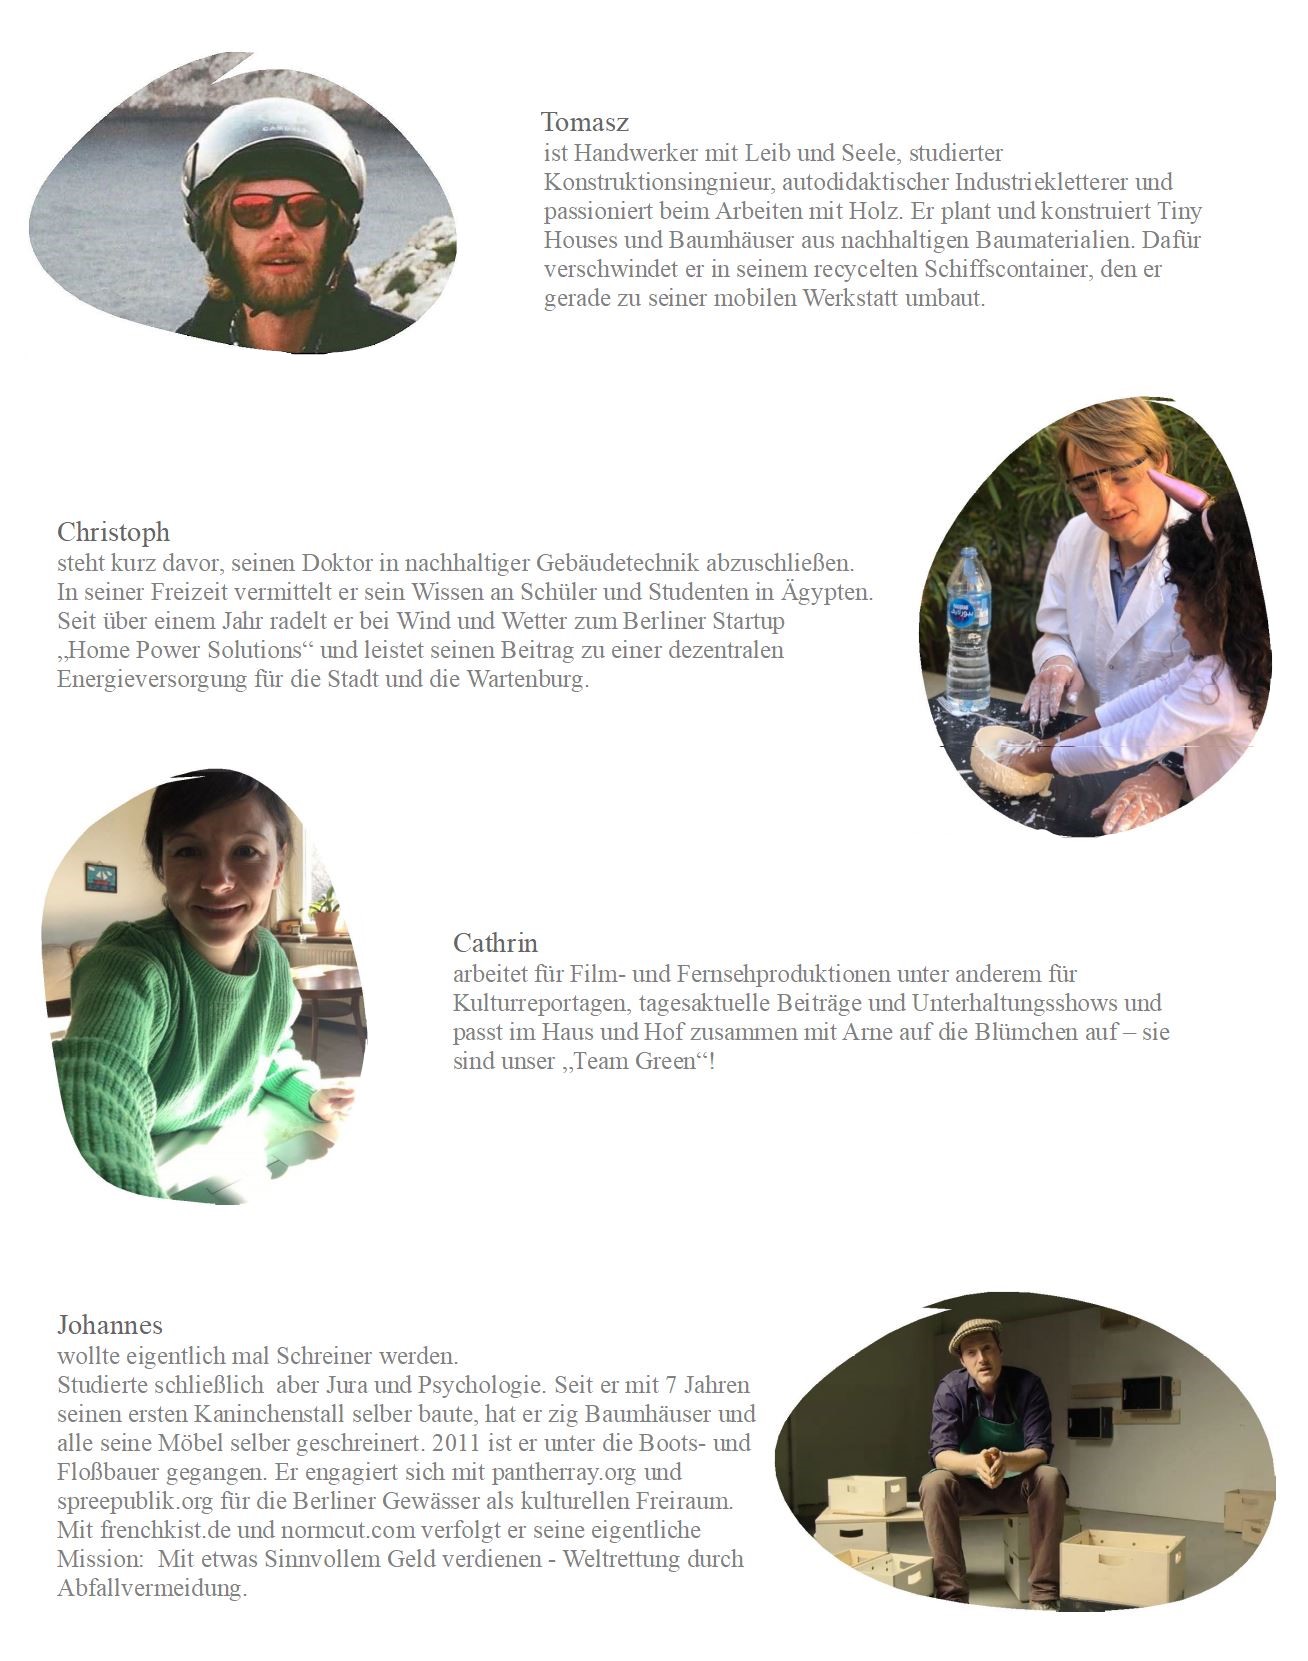 Tomasz
ist Handwerker mit Leib und Seele, studierter
Konstruktionsingnieur, autodidaktischer Industriekletterer und
passioniert beim Arbeiten mit Holz. Er plant und konstruiert Tiny
Houses und Baumhäuser aus nachhaltigen Baumaterialien. Dafür
verschwindet er in seinem recycelten Schiffscontainer, den er
gerade zu seiner mobilen Werkstatt umbaut.
Christoph
steht kurz davor, seinen Doktor in nachhaltiger Gebäudetechnik abzuschließen.
In seiner Freizeit vermittelt er sein Wissen an Schüler und Studenten in Ägypten.
Seit über einem Jahr radelt er bei Wind und Wetter zum Berliner Startup
„Home Power Solutions“ und leistet seinen Beitrag zu einer dezentralen
Energieversorgung für die Stadt und die Wartenburg.
Cathrin
arbeitet für Film- und Fernsehproduktionen unter anderem für
Kulturreportagen, tagesaktuelle Beiträge und Unterhaltungsshows und
passt im Haus und Hof zusammen mit Arne auf die Blümchen auf – sie
sind unser „Team Green“!
Johannes
wollte eigentlich mal Schreiner werden.
Studierte schließlich  aber Jura und Psychologie. Seit er mit 7 Jahren
seinen ersten Kaninchenstall selber baute, hat er zig Baumhäuser und
alle seine Möbel selber geschreinert. 2011 ist er unter die Boots- und
Floßbauer gegangen. Er engagiert sich mit pantherray.org und
spreepublik.org für die Berliner Gewässer als kulturellen Freiraum.
Mit frenchkist.de und normcut.com verfolgt er seine eigentliche
Mission:  Mit etwas Sinnvollem Geld verdienen - Weltrettung durch
Abfallvermeidung.